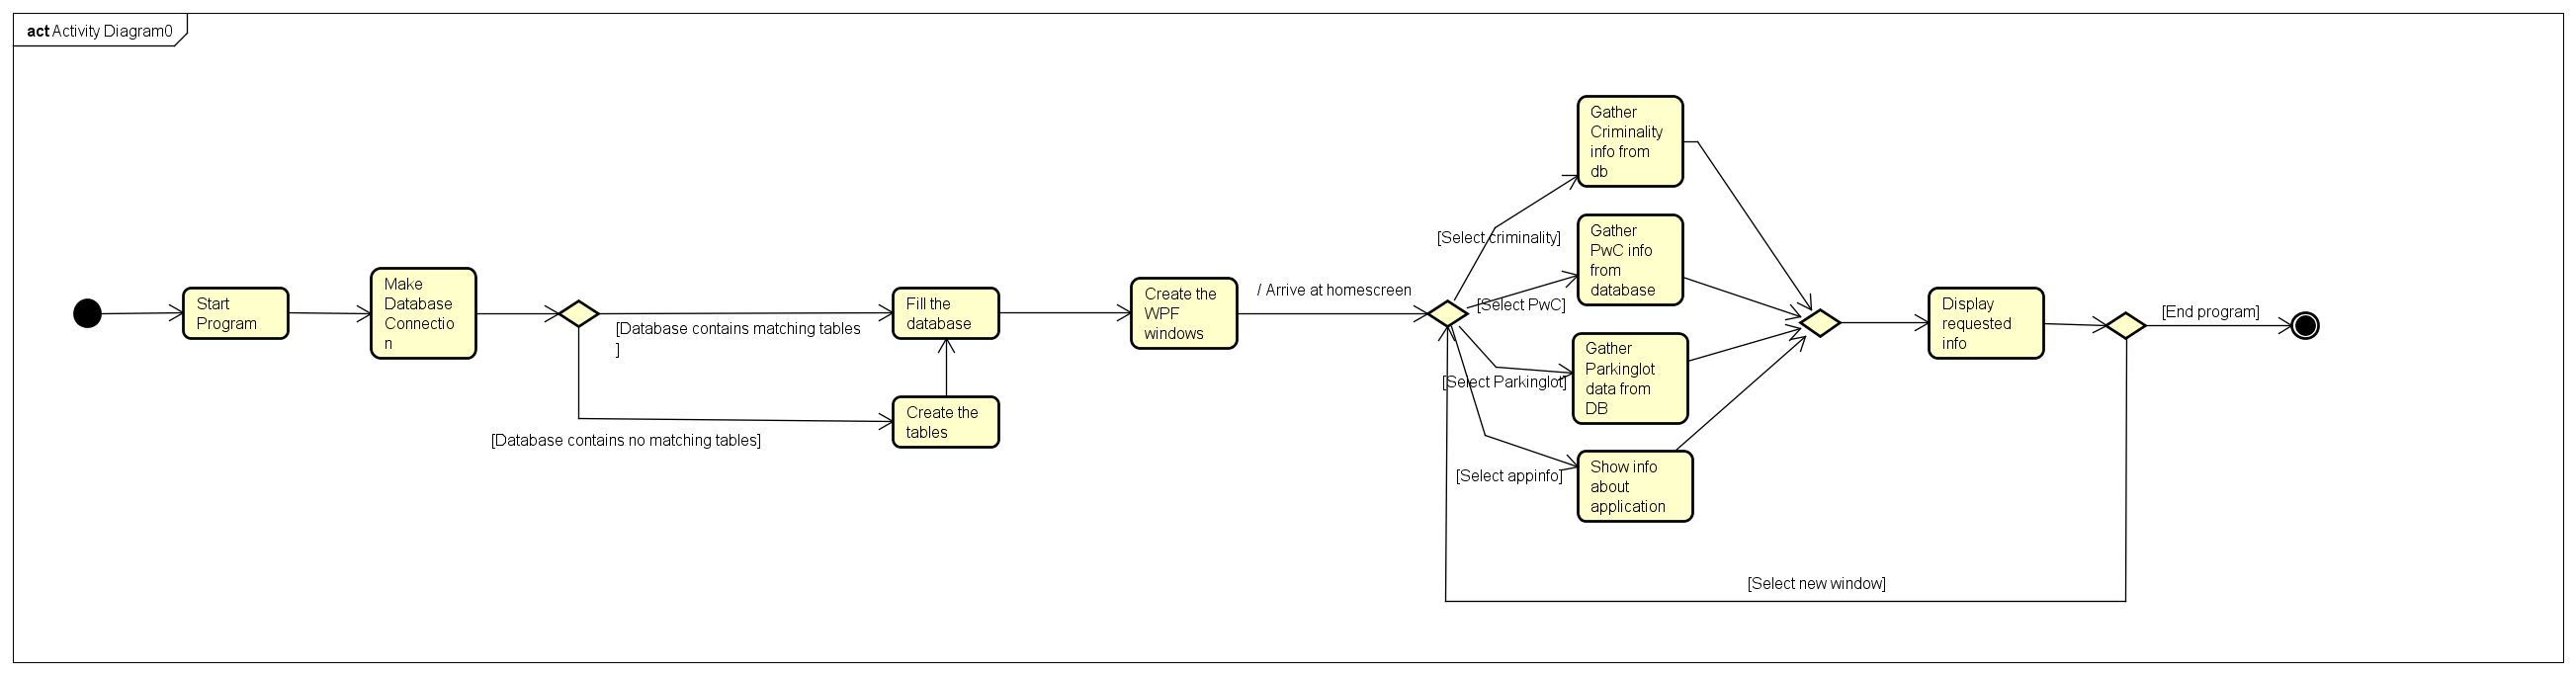 act Activity Diagram0
Start
Program
Make
Database
Connectio
n
[Database contains matching tables
]
[Database contains no matching tables]
Fill the
database
Create the
tables
Create the
WPF
windows
/ Arrive at homescreen
[Select criminality]
[Select PwC]
[Select Parkinglot]
[Select appinfo]
Gather
Criminality
info from
db
Gather
PwC info
from
database
Gather
Parkinglot
data from
DB
Show info
about
application
Display
requested
info
[End program]
[Select new window]